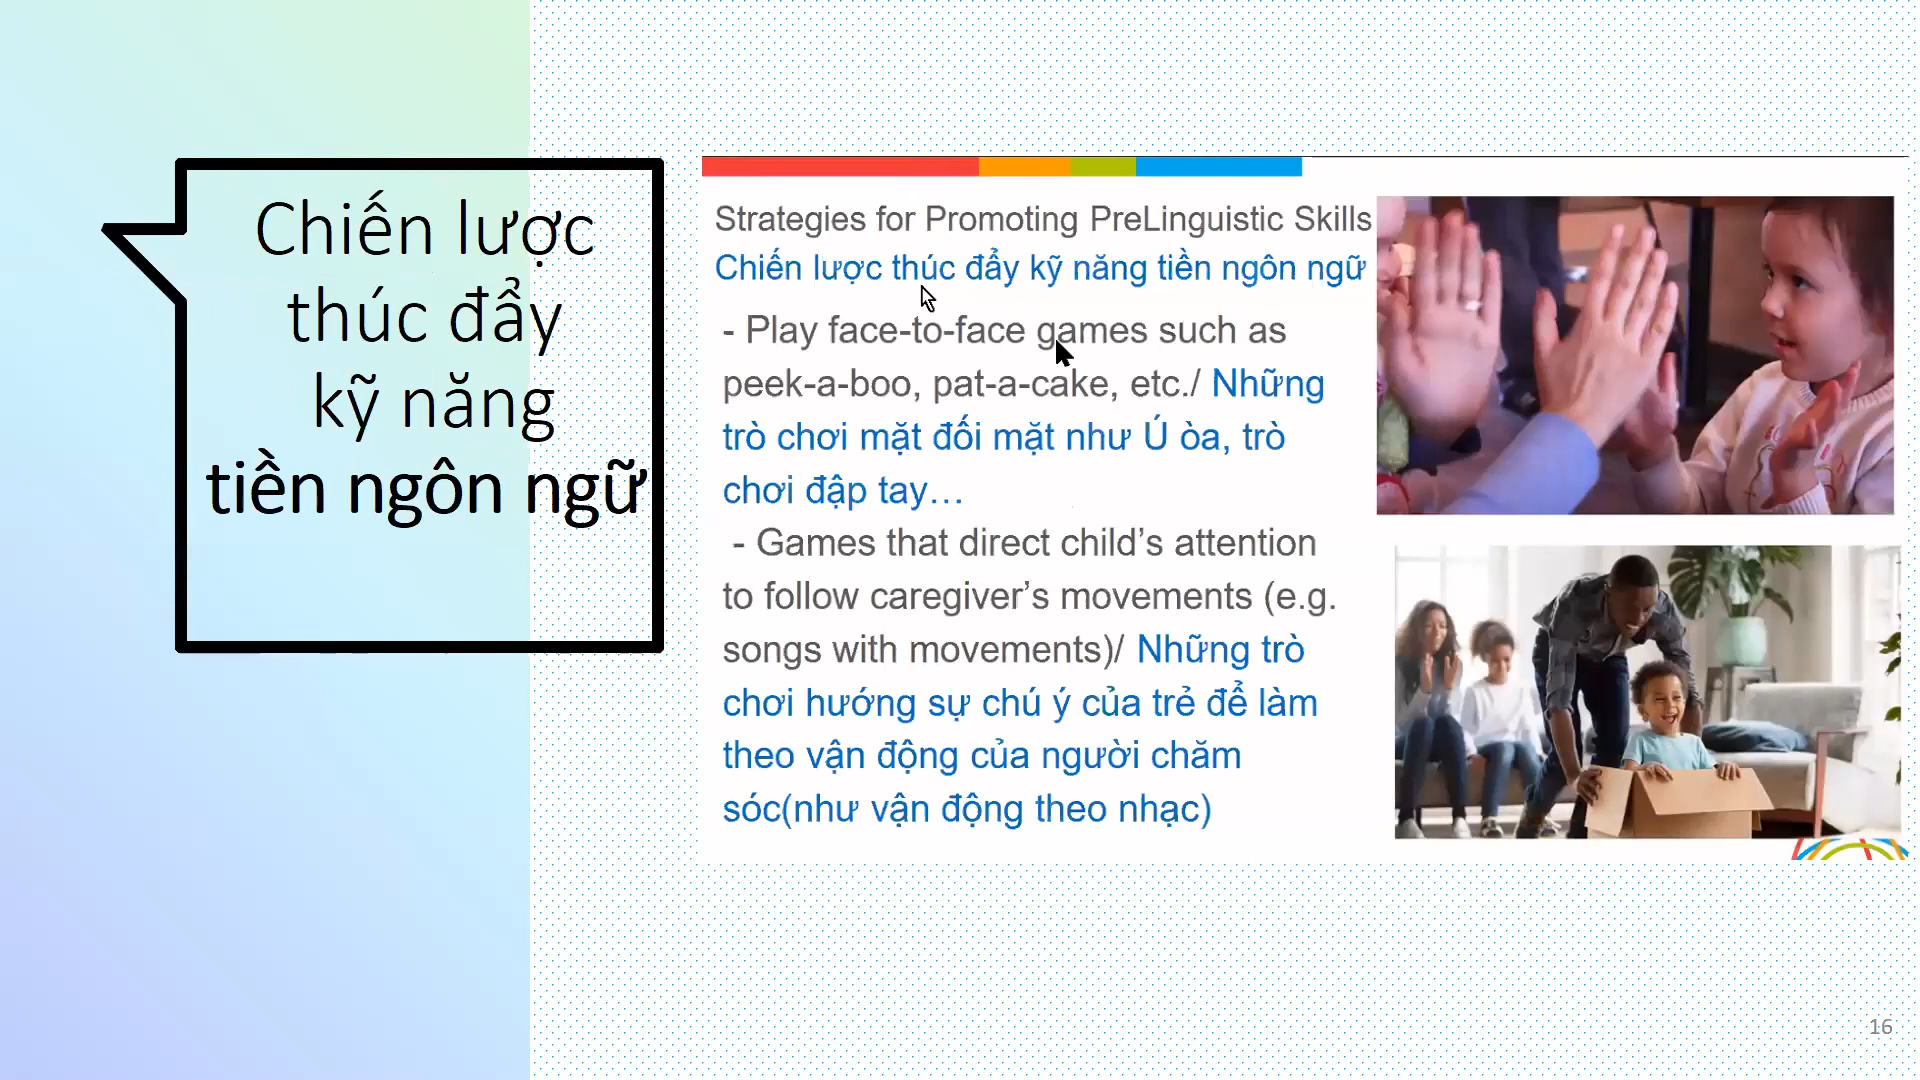 Chiến lược
thúc đẩy
kỹ năng
tiền ngôn ngữ
Strategies for Promoting PreLinguistic Skills
Chiến lược thúc đẩy kỹ năng tiền ngôn ngữ
- Play face-to-face games such as
peek-a-boo, pat-a-cake, etc./ Những
trò chơi mặt đối mặt như Ú òa, trò
chơi đập tay…
- Games that direct child’s attention
to follow caregiver’s movements (e.g.
songs with movements)/ Những trò
chơi hướng sự chú ý của trẻ để làm
theo vận động của người chăm
sóc(như vận động theo nhạc)
16